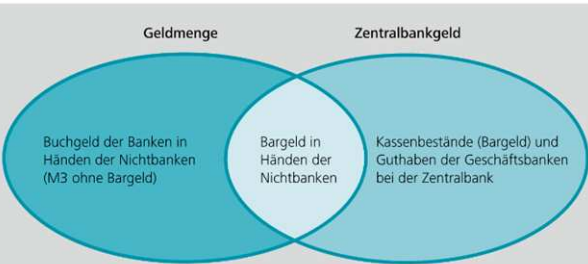 Geldmenge
Zentralbankgeld
Buchgeld der Banken in
Händen der Nichtbanken
(M3 ohne Bargeld)
Bargeld in
Händen der
Nichtbanken
Kassenbestände (Bargeld) und
Guthaben der Geschäftsbanken
bei der Zentralbank